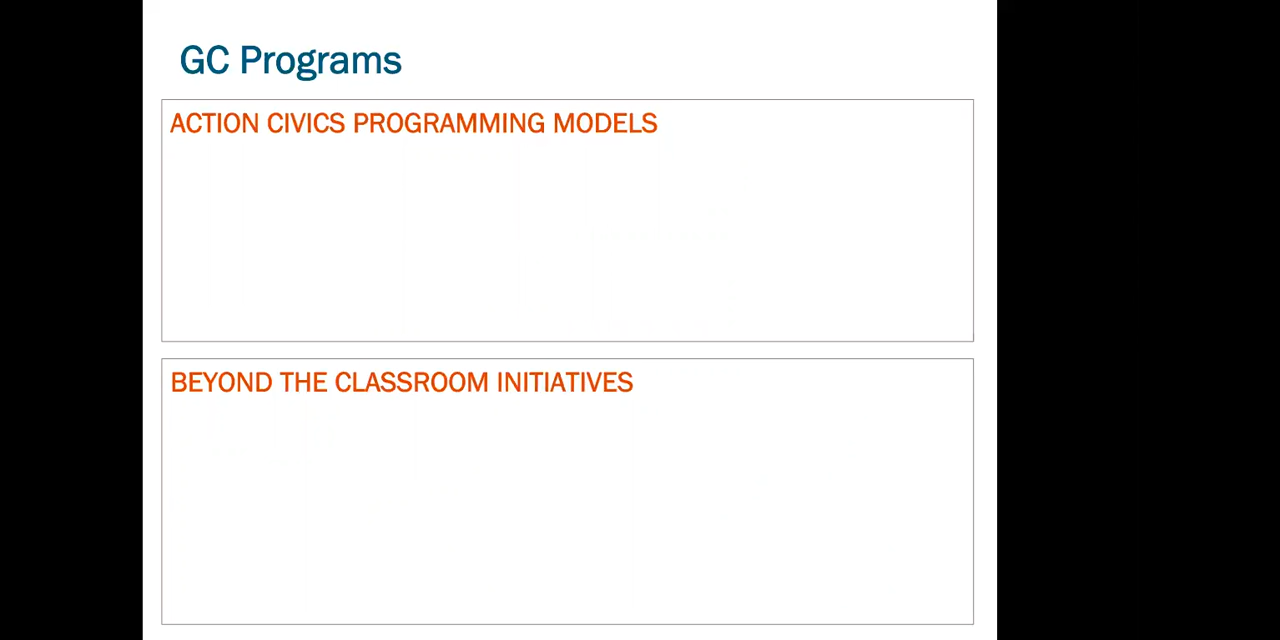 GC Programs
ACTION CIVICS PROGRAMMING MODELS
BEYOND THE CLASSROOM INITIATIVES